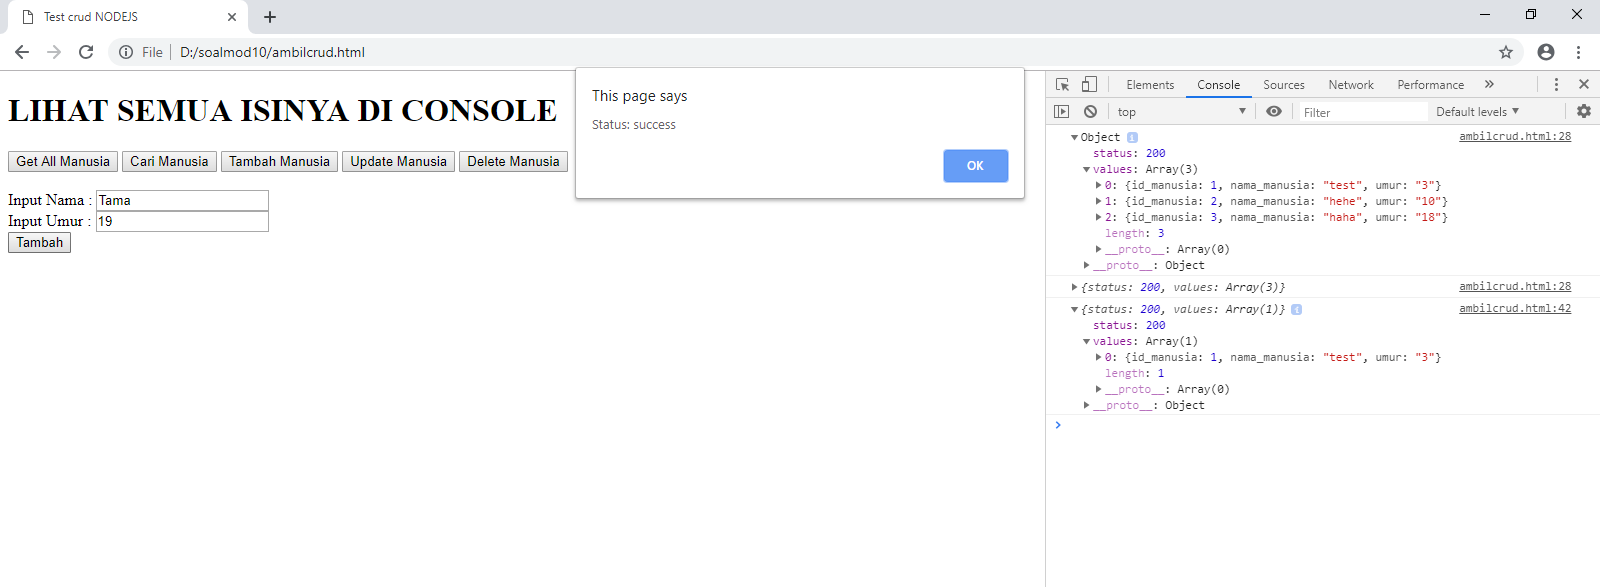 Test crud NODEJS
File
D:/soalmod10/ambilcrud.html
LIHAT SEMUA ISINYA DI CONSOLE
Get All Manusia Cari Manusia Tambah Manusia Update Manusia Delete Manusia
Input Nama : Tama
Input Umur : 19
Tambah
This page says
Status: success
OK
Elements Console Sources Network Performance »
top Filter Default levels
Object i ambilcrud.html:28
status: 200
values: Array(3)
0: {id_manusia: 1, nama_manusia: "test", umur: "3"}
1: {id_manusia: 2, nama_manusia: "hehe", umur: "10"}
2: {id_manusia: 3, nama_manusia: "haha", umur: "18"}
length: 3
__proto__: Array(0)
__proto__: Object
{status: 200, values: Array(3)} ambilcrud.html:28
{status: 200, values: Array(1)} i ambilcrud.html:42
status: 200
values: Array(1)
0: {id_manusia: 1, nama_manusia: "test", umur: "3"}
length: 1
__proto__: Array(0)
__proto__: Object